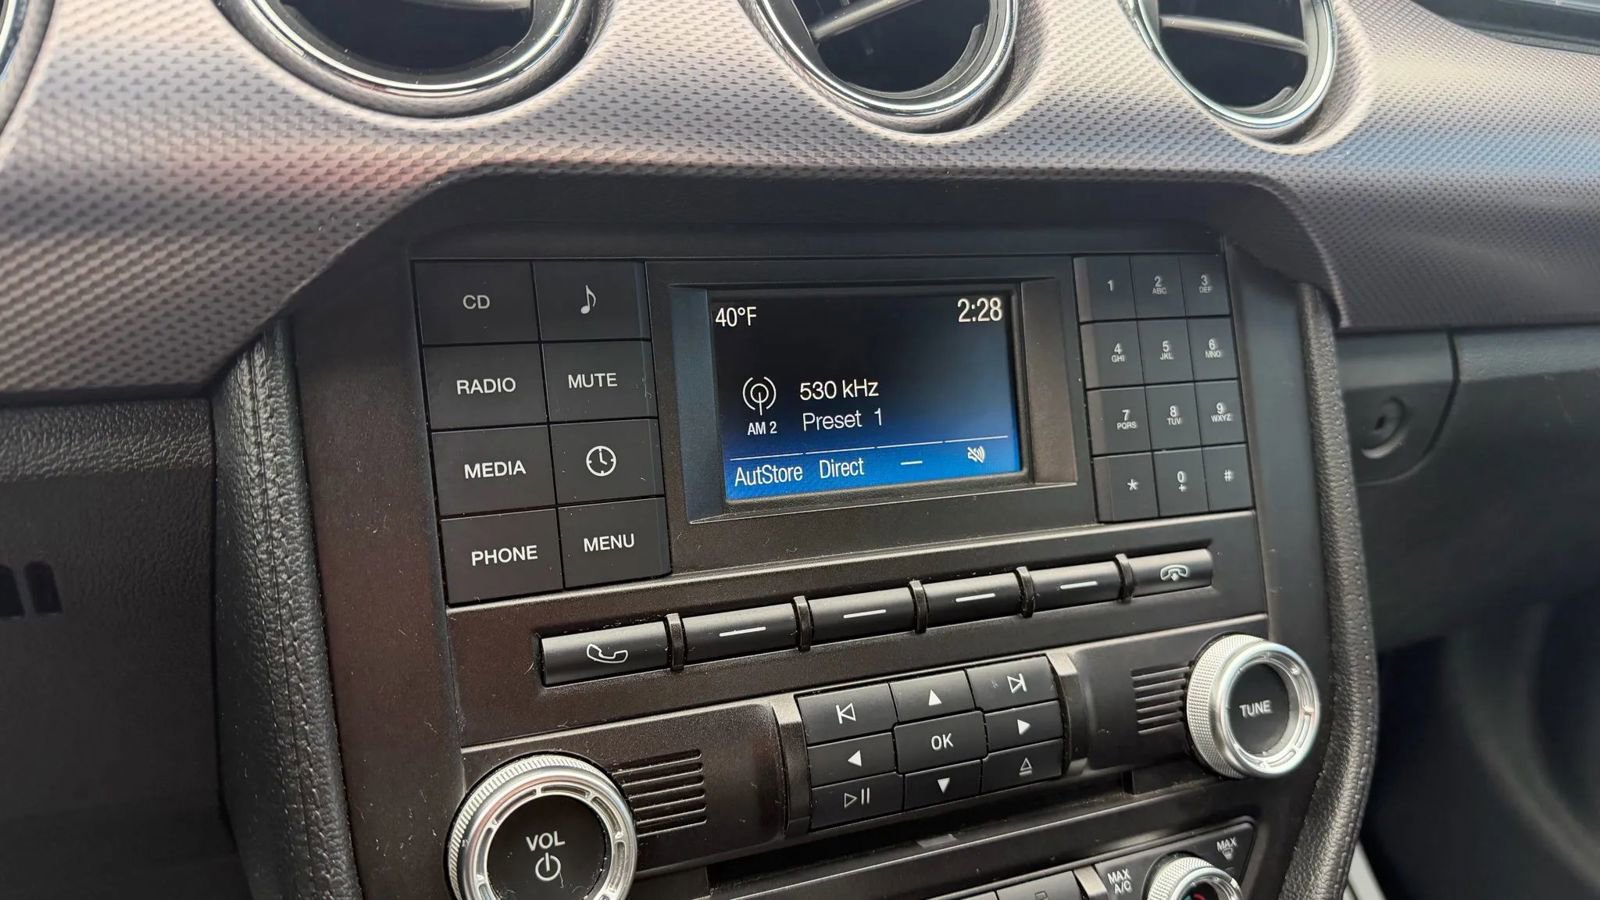 40°F 2:28
530 kHz
AM 2 Preset 1
AutStore Direct —
CD
RADIO MUTE
MEDIA
PHONE MENU
1 2 ABC 3 DEF
4 GHI 5 JKL 6 MNO
7 PQRS 8 TUV 9 WXYZ
* 0 + #
OK
VOL
TUNE
MAX A/C
MAX